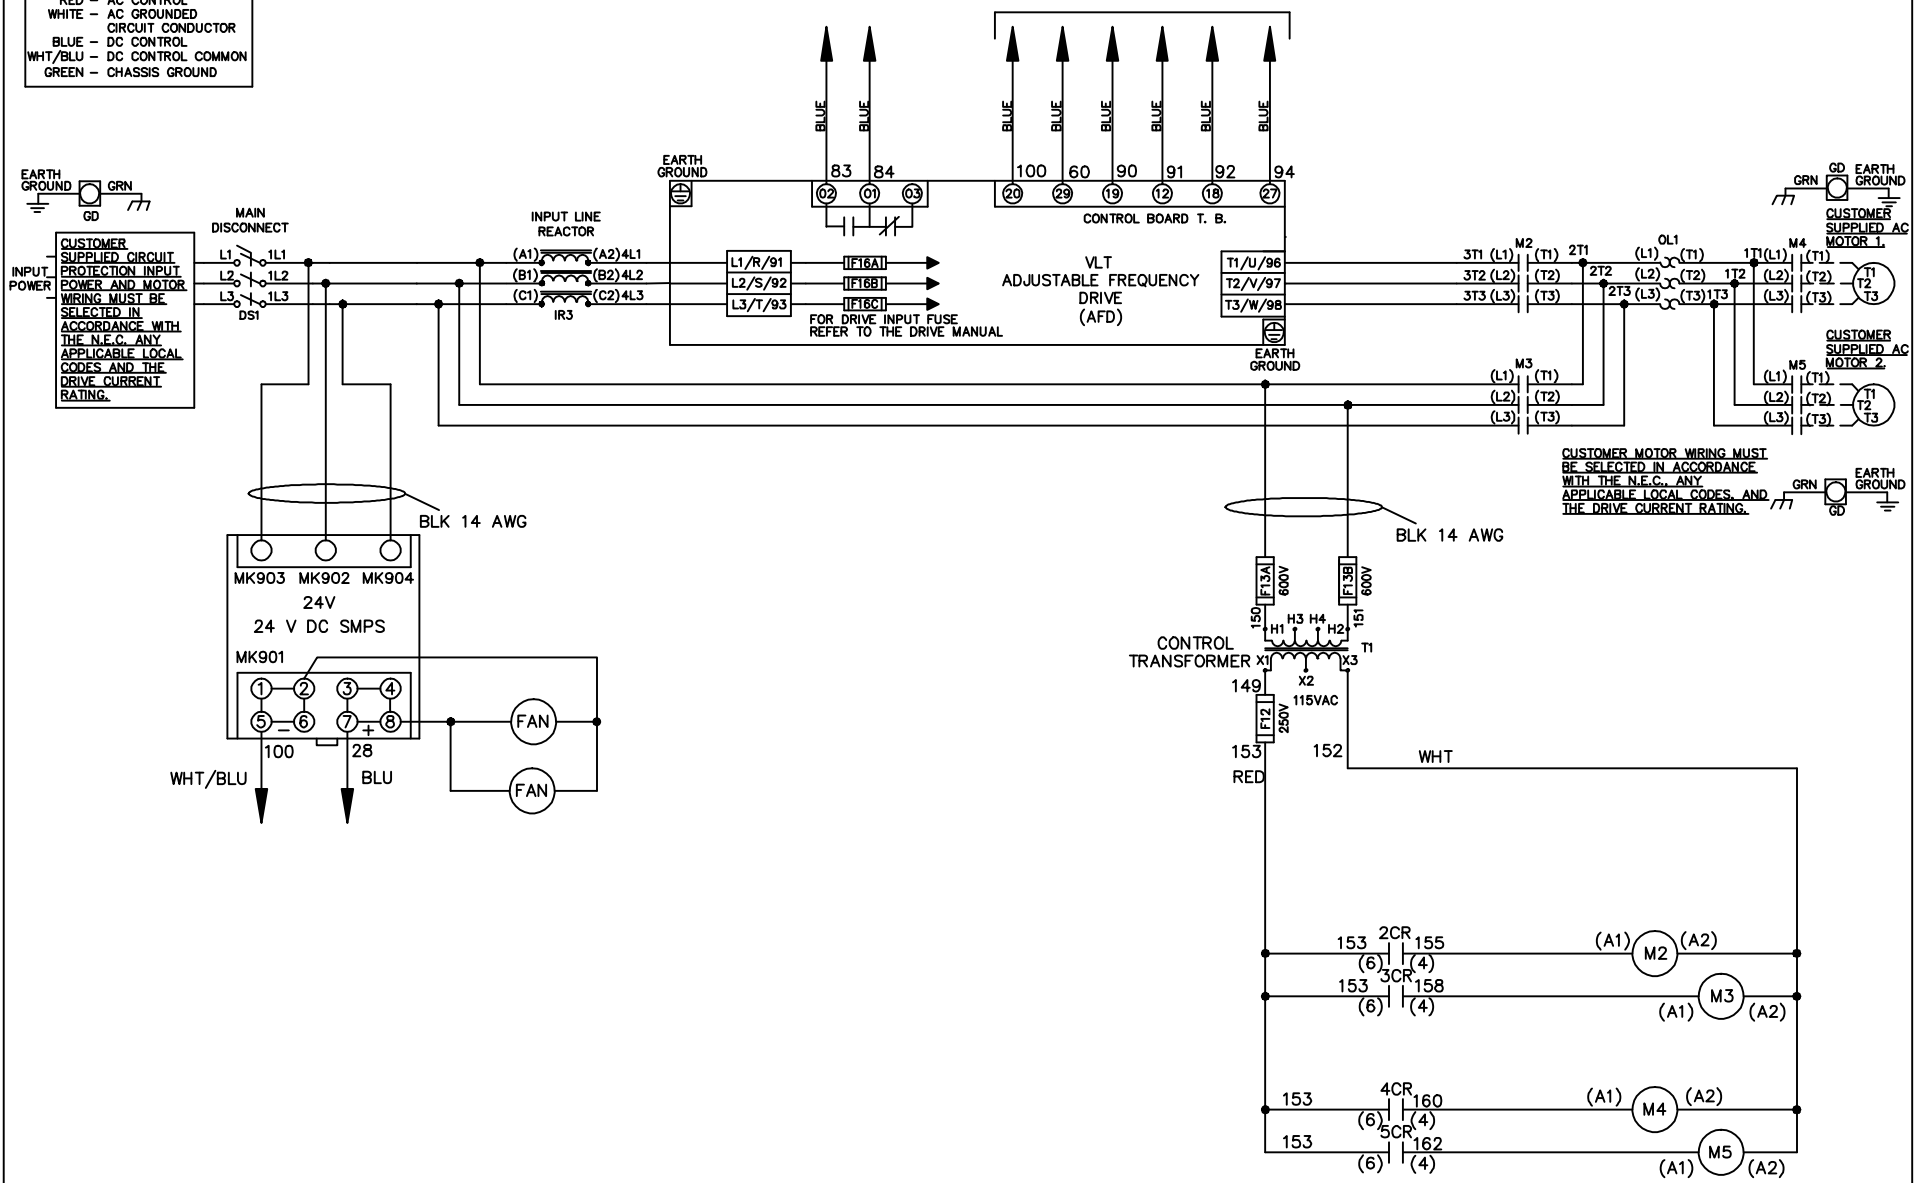 RED – AC CONTROL
WHITE – AC GROUNDED
CIRCUIT CONDUCTOR
BLUE – DC CONTROL
WHT/BLU – DC CONTROL COMMON
GREEN – CHASSIS GROUND
BLUE
BLUE
BLUE
BLUE
BLUE
BLUE
BLUE
BLUE
EARTH
GROUND
GRN
GD
MAIN
DISCONNECT
L1 1L1
L2 1L2
L3 1L3
DS1
INPUT
POWER
CUSTOMER
SUPPLIED CIRCUIT
PROTECTION INPUT
POWER AND MOTOR
WIRING MUST BE
SELECTED IN
ACCORDANCE WITH
THE N.E.C. ANY
APPLICABLE LOCAL
CODES AND THE
DRIVE CURRENT
RATING.
INPUT LINE
REACTOR
(A1) (A2) 4L1
(B1) (B2) 4L2
(C1) (C2) 4L3
IR3
EARTH
GROUND
83 84
02 01 03
100 60 90 91 92 94
20 29 19 12 18 27
CONTROL BOARD T. B.
L1/R/91
L2/S/92
L3/T/93
F16A
F16B
F16C
FOR DRIVE INPUT FUSE
REFER TO THE DRIVE MANUAL
VLT
ADJUSTABLE FREQUENCY
DRIVE
(AFD)
T1/U/96
T2/V/97
T3/W/98
EARTH
GROUND
M2
3T1 (L1) (T1) 2T1
3T2 (L2) (T2) 2T2
3T3 (L3) (T3) 2T3
OL1
(L1) (T1) 1T1
(L2) (T2) 1T2
(L3) (T3) 1T3
M4
(L1) (T1)
(L2) (T2)
(L3) (T3)
T1
T2
T3
GD
GRN
EARTH
GROUND
CUSTOMER
SUPPLIED AC
MOTOR 1.
M3
(L1) (T1)
(L2) (T2)
(L3) (T3)
CUSTOMER
SUPPLIED AC
MOTOR 2.
M5
(L1) (T1)
(L2) (T2)
(L3) (T3)
T1
T2
T3
CUSTOMER MOTOR WIRING MUST
BE SELECTED IN ACCORDANCE
WITH THE N.E.C., ANY
APPLICABLE LOCAL CODES, AND
THE DRIVE CURRENT RATING.
GRN
EARTH
GROUND
GD
BLK 14 AWG
MK903 MK902 MK904
24V
24 V DC SMPS
MK901
1 2 3 4
5 6 7 8
– +
100 28
WHT/BLU
BLU
FAN
FAN
BLK 14 AWG
F13A
600V
F13B
600V
150
151
H1 H3 H4 H2
T1
CONTROL
TRANSFORMER
X1 X3
X2
149
115VAC
F12
250V
153
RED
152
WHT
153 2CR 155 (A1) M2 (A2)
(6) (4)
153 3CR 158 M3
(6) (4) (A1) (A2)
153 4CR 160 (A1) M4 (A2)
(6) (4)
153 5CR 162 M5
(6) (4) (A1) (A2)